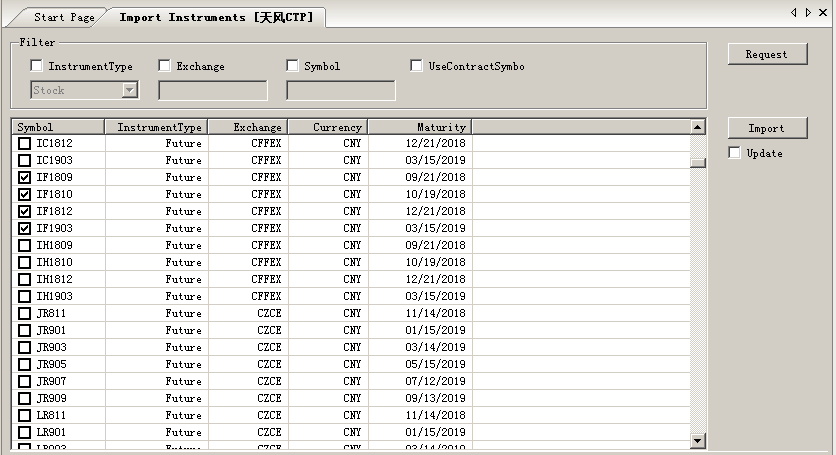 Start Page Import Instruments [天风CTP]
Filter
InstrumentType Exchange Symbol UseContractSymbo Request
Stock
Symbol InstrumentType Exchange Currency Maturity Import
IC1812 Future CFFEX CNY 12/21/2018
Update
IC1903 Future CFFEX CNY 03/15/2019
IF1809 Future CFFEX CNY 09/21/2018
IF1810 Future CFFEX CNY 10/19/2018
IF1812 Future CFFEX CNY 12/21/2018
IF1903 Future CFFEX CNY 03/15/2019
IH1809 Future CFFEX CNY 09/21/2018
IH1810 Future CFFEX CNY 10/19/2018
IH1812 Future CFFEX CNY 12/21/2018
IH1903 Future CFFEX CNY 03/15/2019
JR811 Future CZCE CNY 11/14/2018
JR901 Future CZCE CNY 01/15/2019
JR903 Future CZCE CNY 03/14/2019
JR905 Future CZCE CNY 05/15/2019
JR907 Future CZCE CNY 07/12/2019
JR909 Future CZCE CNY 09/13/2019
LR811 Future CZCE CNY 11/14/2018
LR901 Future CZCE CNY 01/15/2019
LR903 Future CZCE CNY 03/14/2019